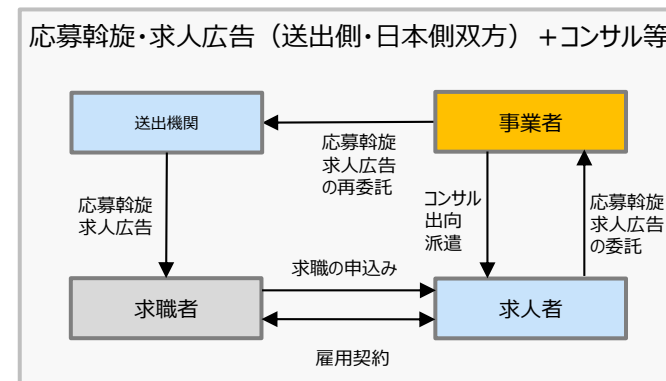 応募斡旋・求人広告（送出側・日本側双方）+コンサル等
送出機関
事業者
応募斡旋
求人広告
の再委託
応募斡旋
求人広告
コンサル
出向
派遣
応募斡旋
求人広告
の委託
求職の申込み
求職者
求人者
雇用契約